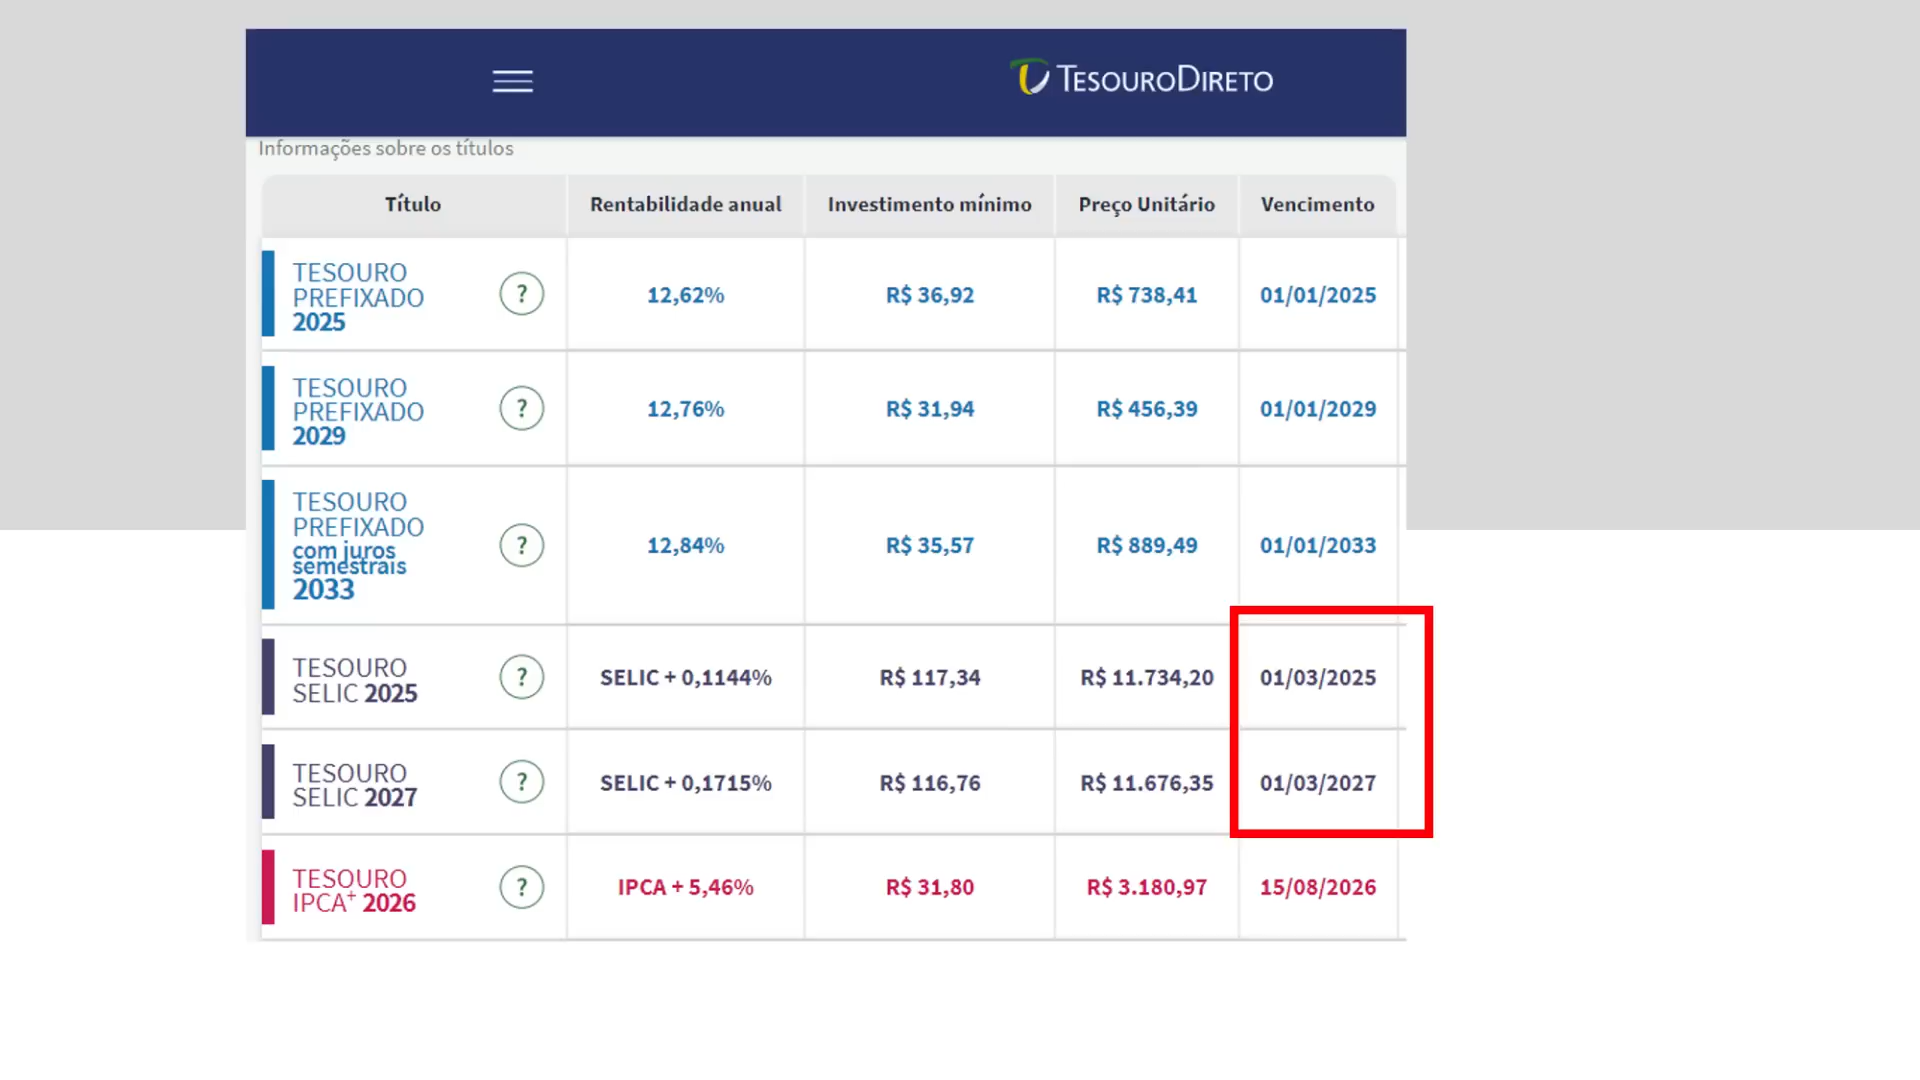 TESOURODIRETO
Informações sobre os títulos
Título Rentabilidade anual Investimento mínimo Preço Unitário Vencimento
TESOURO
PREFIXADO
2025
? 12,62% R$ 36,92 R$ 738,41 01/01/2025
TESOURO
PREFIXADO
2029
? 12,76% R$ 31,94 R$ 456,39 01/01/2029
TESOURO
PREFIXADO
com juros
semestrais
2033
? 12,84% R$ 35,57 R$ 889,49 01/01/2033
TESOURO
SELIC 2025
? SELIC + 0,1144% R$ 117,34 R$ 11.734,20 01/03/2025
TESOURO
SELIC 2027
? SELIC + 0,1715% R$ 116,76 R$ 11.676,35 01/03/2027
TESOURO
IPCA+ 2026
? IPCA + 5,46% R$ 31,80 R$ 3.180,97 15/08/2026